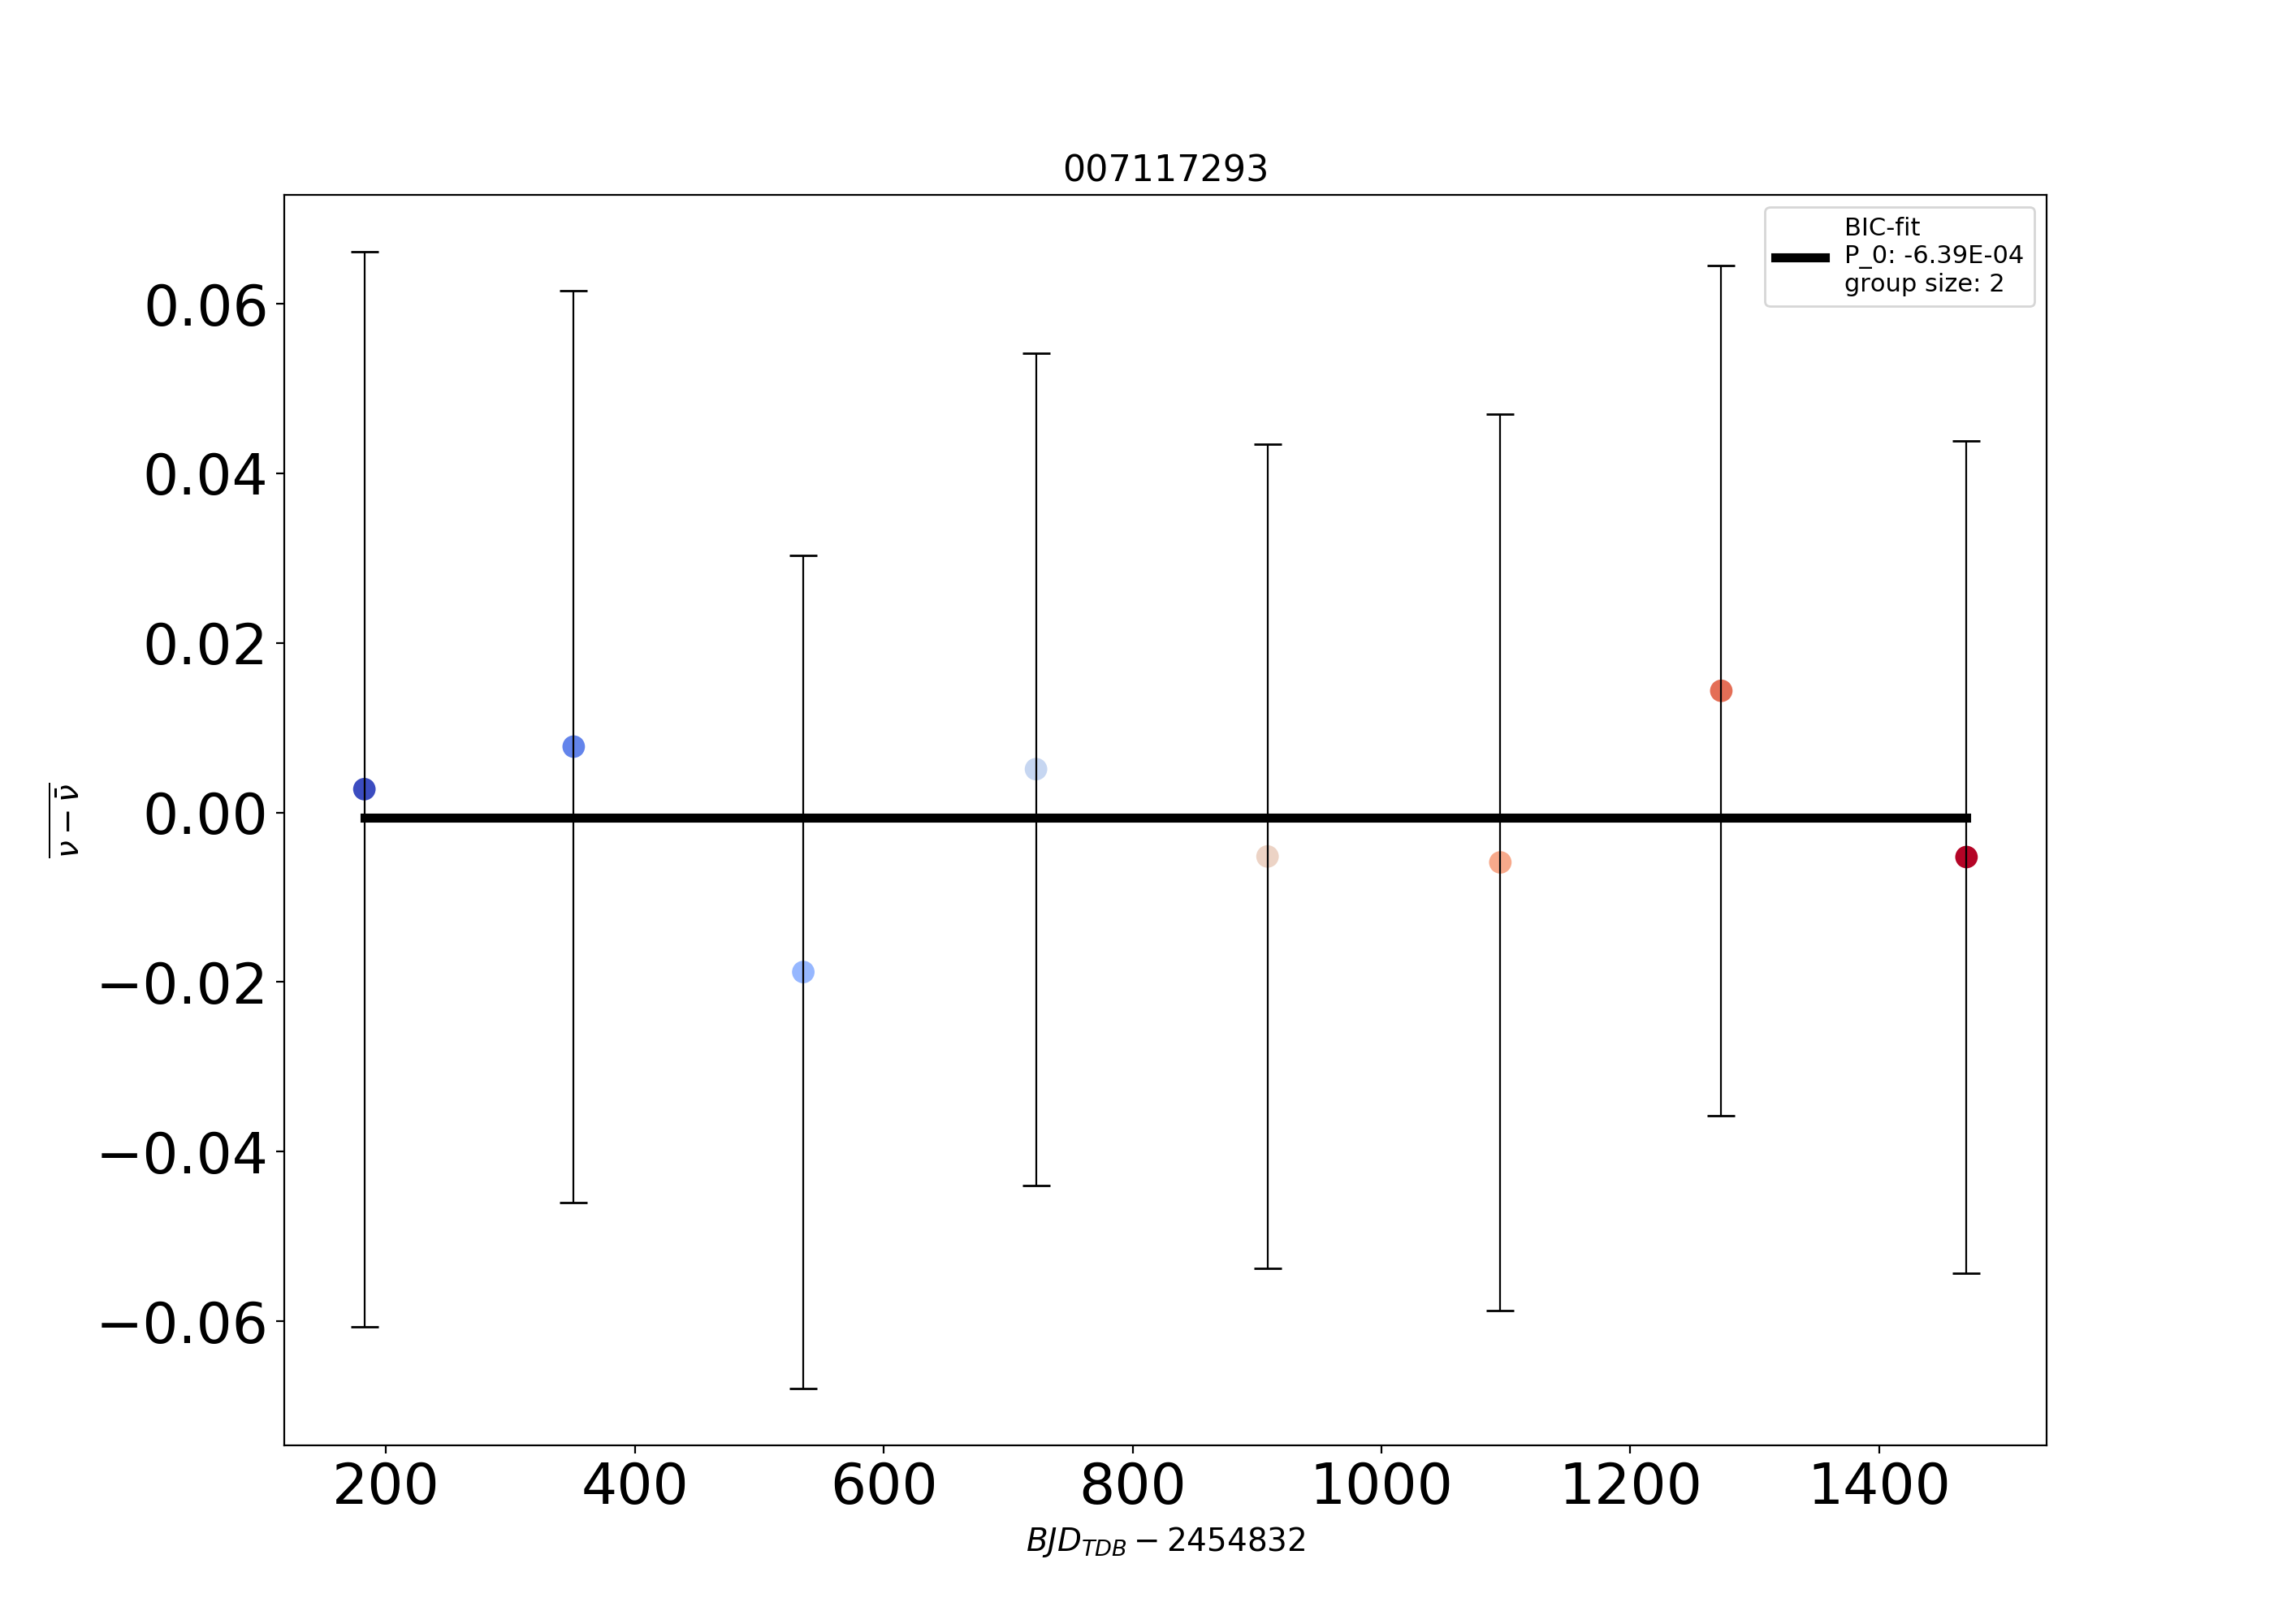 007117293
BIC-fit
P_0: -6.39E-04
group size: 2
0.06
0.04
0.02
0.00
−0.02
−0.04
−0.06
ν − ν̄
200 400 600 800 1000 1200 1400
BJD_TDB − 2454832